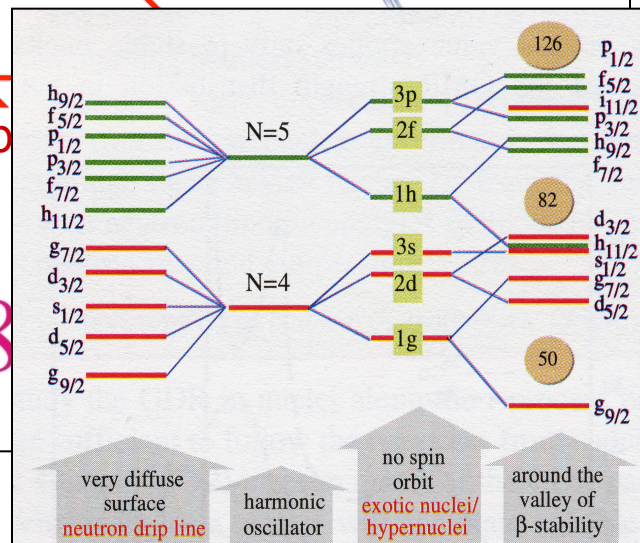 h9/2
f5/2
p1/2
p3/2
f7/2
h11/2
g7/2
d3/2
s1/2
d5/2
g9/2
N=5
N=4
3p
2f
1h
3s
2d
1g
126
82
50
p1/2
f5/2
i11/2
p3/2
h9/2
f7/2
d3/2
h11/2
s1/2
g7/2
d5/2
g9/2
very diffuse
surface
neutron drip line
harmonic
oscillator
no spin
orbit
exotic nuclei/
hypernuclei
around the
valley of
β-stability